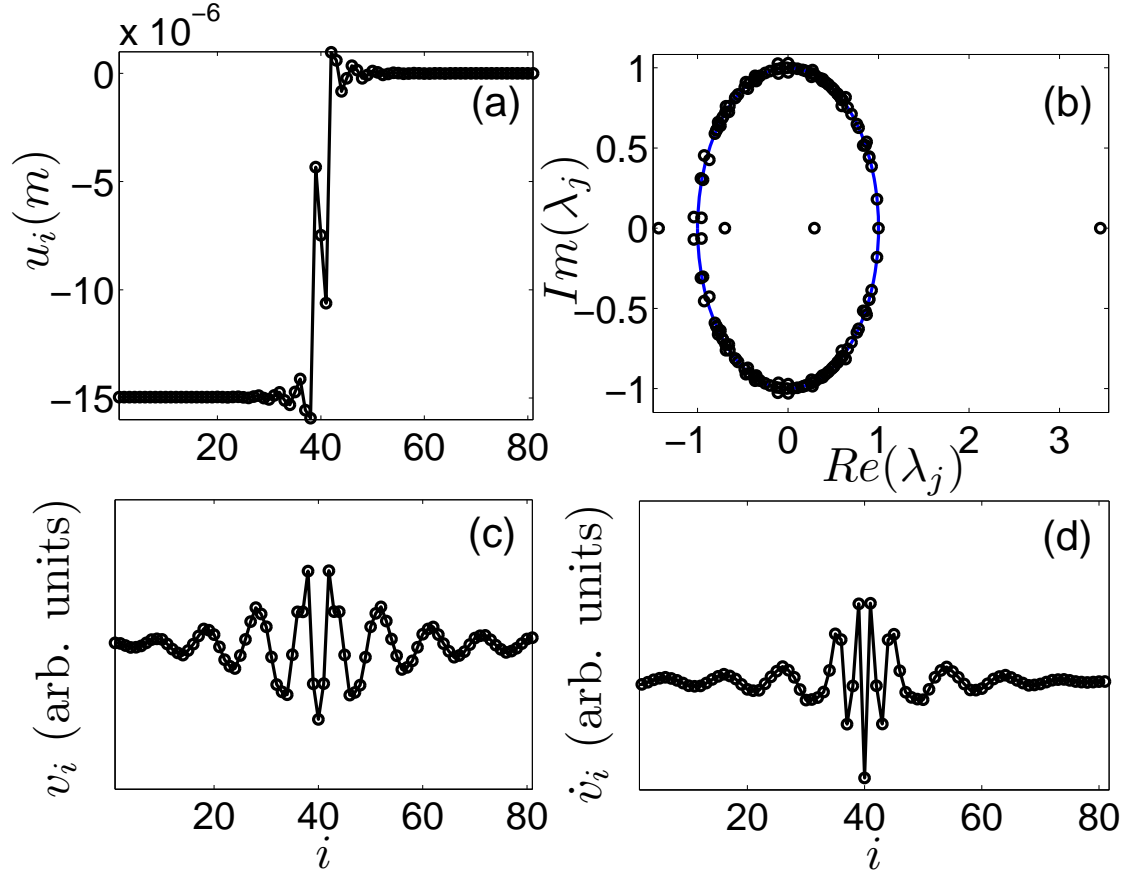 x 10⁻⁶
(a)
0
−5
−10
−15
u_i(m)
20 40 60 80
(b)
1
0.5
0
−0.5
−1
Im(λ_j)
−1 0 1 2 3
Re(λ_j)
(c)
v_i (arb. units)
20 40 60 80
i
(d)
v̇_i (arb. units)
20 40 60 80
i